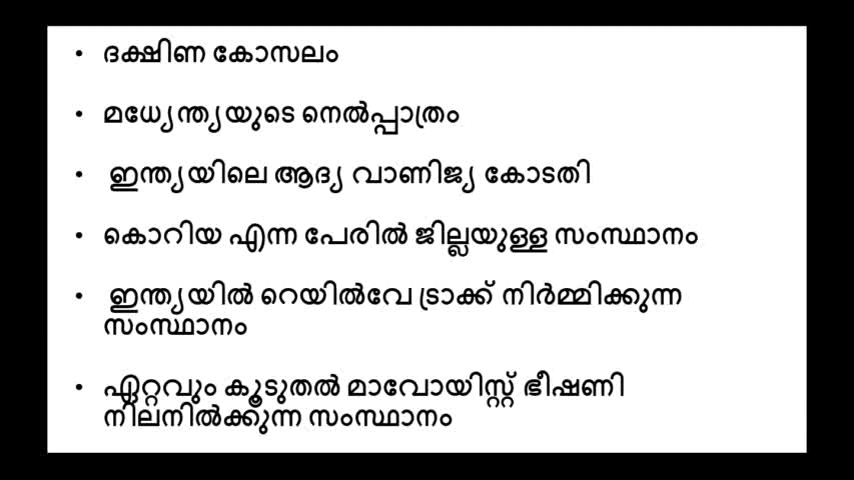 • ദക്ഷിണ കോസലം
• മധ്യേന്ത്യയുടെ നെൽപ്പാത്രം
• ഇന്ത്യയിലെ ആദ്യ വാണിജ്യ കോടതി
• കൊറിയ എന്ന പേരിൽ ജില്ലയുള്ള സംസ്ഥാനം
• ഇന്ത്യയിൽ റെയിൽവേ ട്രാക്ക് നിർമ്മിക്കുന്ന
സംസ്ഥാനം
• ഏറ്റവും കൂടുതൽ മാവോയിസ്റ്റ് ഭീഷണി
നിലനിൽക്കുന്ന സംസ്ഥാനം